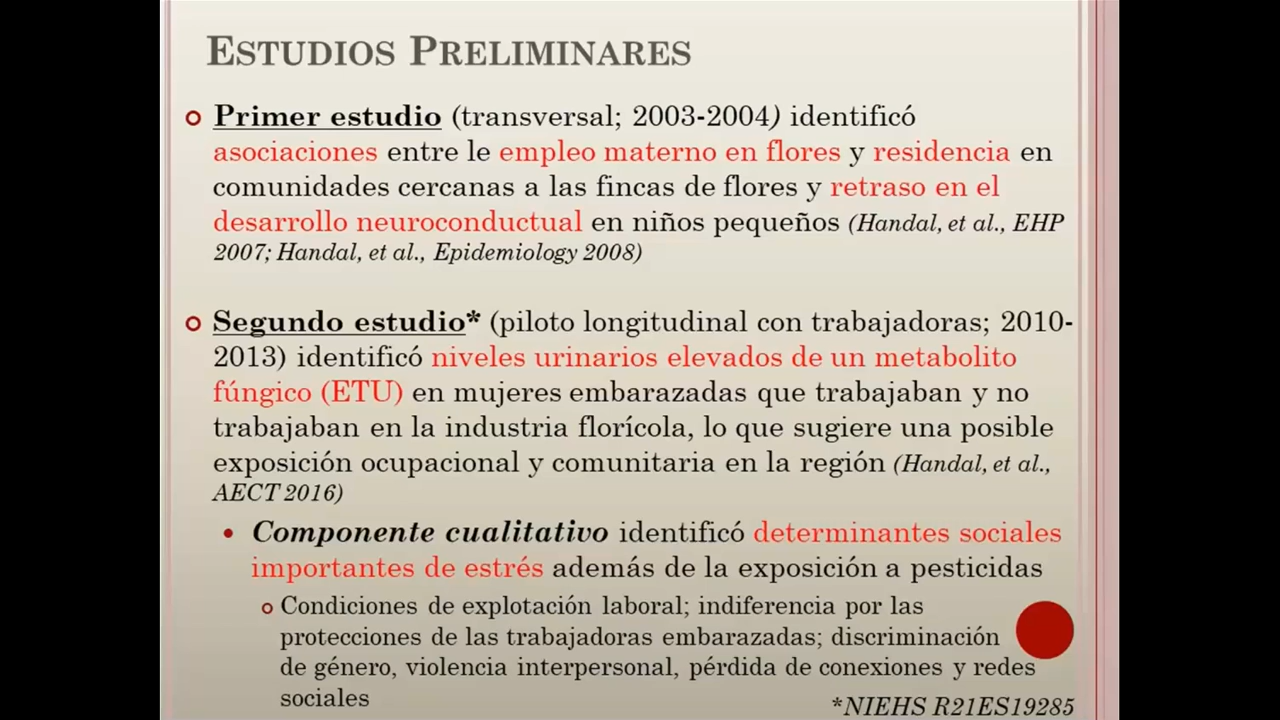 ESTUDIOS PRELIMINARES
Primer estudio (transversal; 2003-2004) identificó
asociaciones entre le empleo materno en flores y residencia en
comunidades cercanas a las fincas de flores y retraso en el
desarrollo neuroconductual en niños pequeños (Handal, et al., EHP
2007; Handal, et al., Epidemiology 2008)
Segundo estudio* (piloto longitudinal con trabajadoras; 2010-
2013) identificó niveles urinarios elevados de un metabolito
fúngico (ETU) en mujeres embarazadas que trabajaban y no
trabajaban en la industria florícola, lo que sugiere una posible
exposición ocupacional y comunitaria en la región (Handal, et al.,
AECT 2016)
Componente cualitativo identificó determinantes sociales
importantes de estrés además de la exposición a pesticidas
Condiciones de explotación laboral; indiferencia por las
protecciones de las trabajadoras embarazadas; discriminación
de género, violencia interpersonal, pérdida de conexiones y redes
sociales
*NIEHS R21ES19285